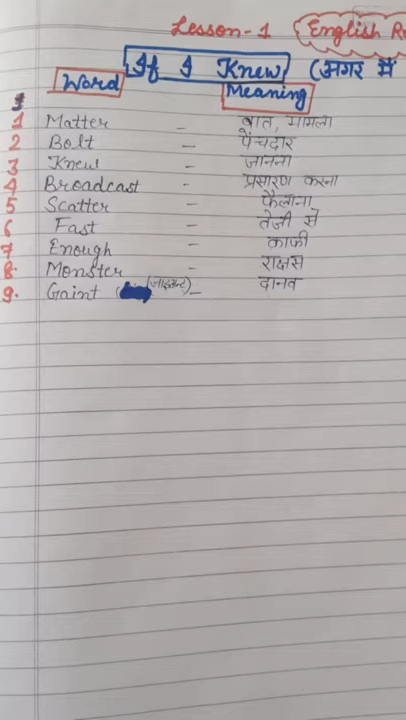 Lesson-1 English R
If I Knew (अगर में
Word Meaning
1 Matter - बात, मामला
2 Bolt - पेंचदार
3 Knew - जानना
4 Broadcast - प्रसारण करना
5 Scatter - फैलाना
6 Fast - तेजी से
7 Enough - काफी
8. Monster - राक्षस
9. Gaint (जाइन्ट) - दानव